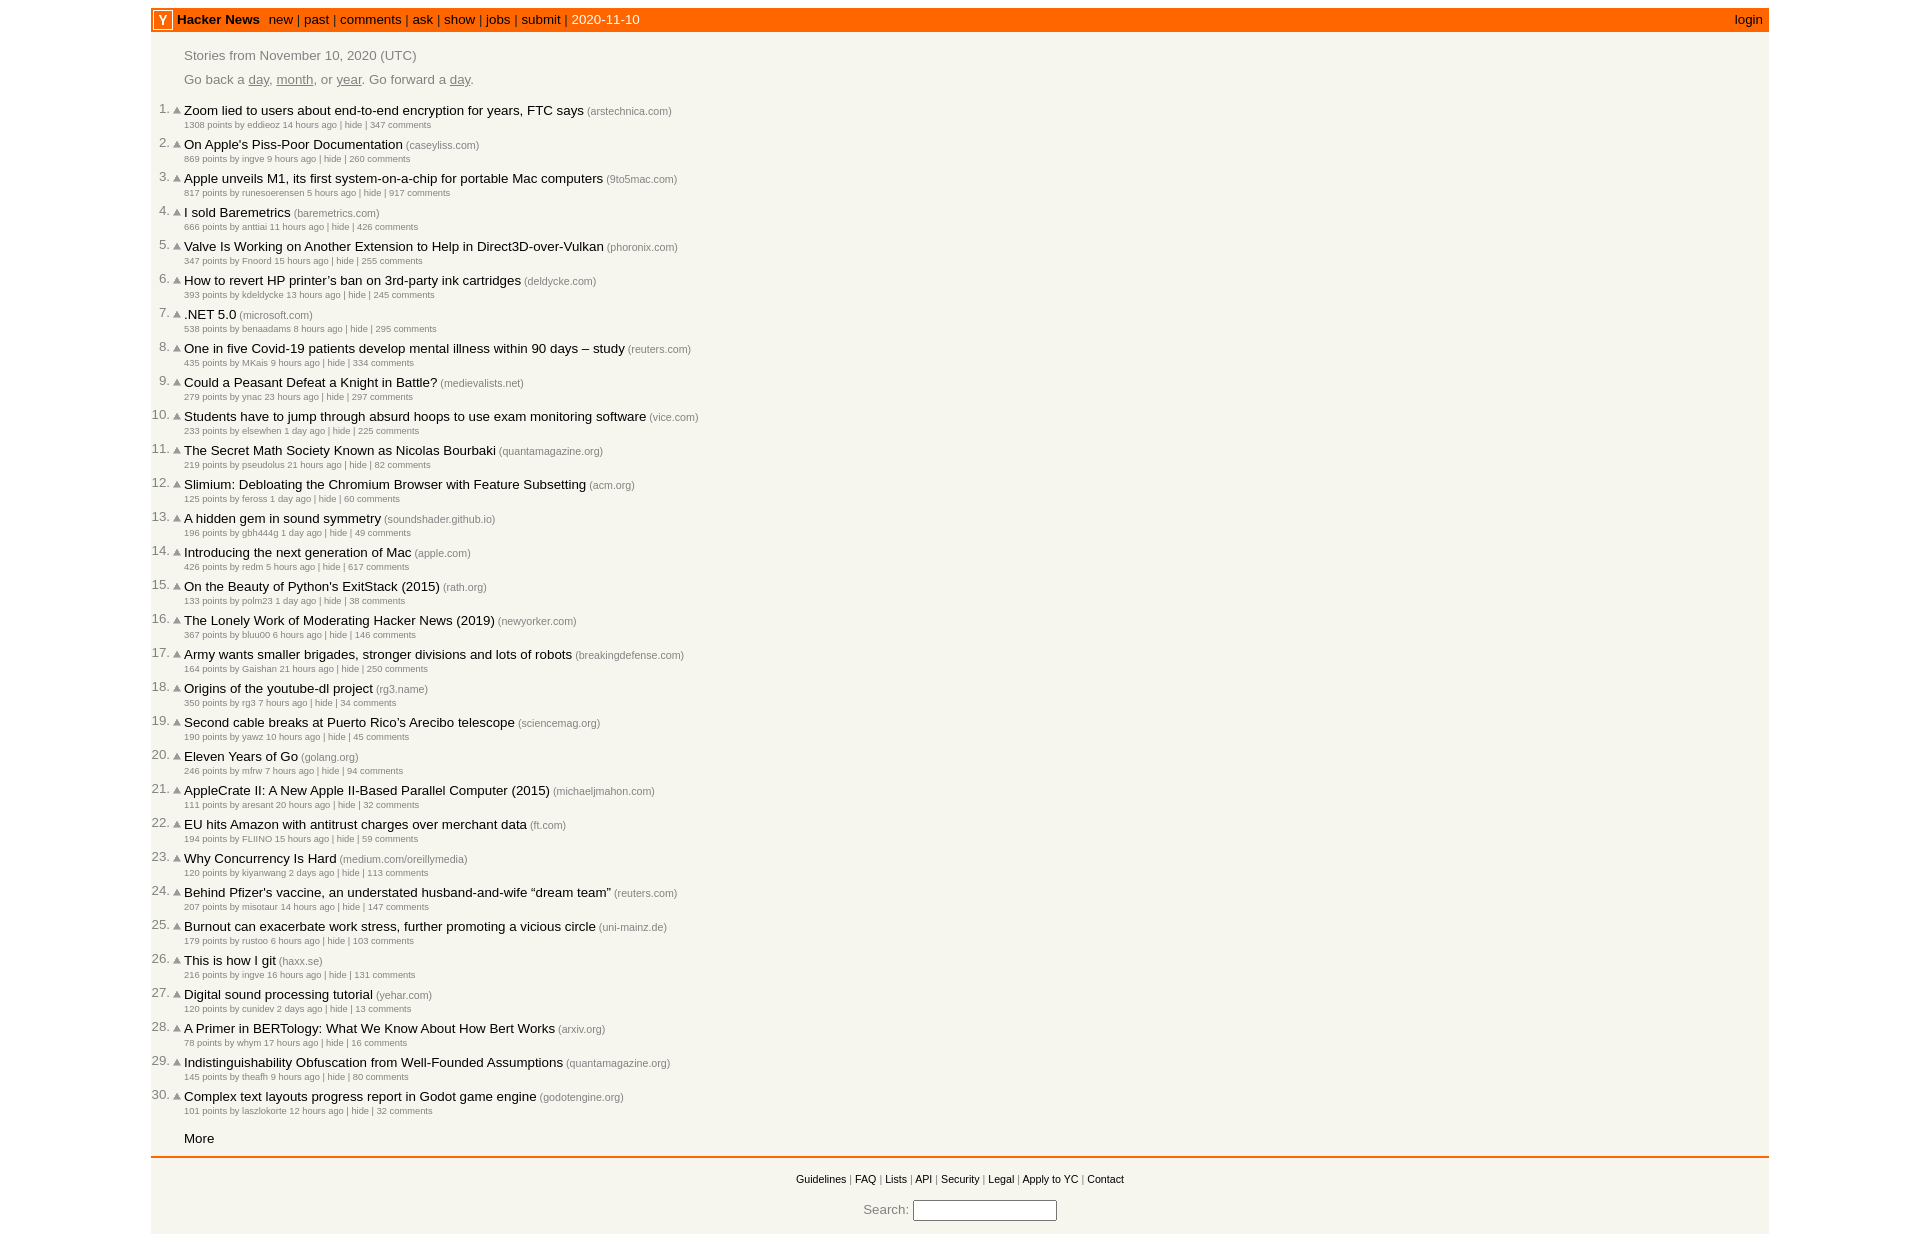 Y Hacker News new | past | comments | ask | show | jobs | submit | 2020-11-10 login
Stories from November 10, 2020 (UTC)
Go back a day, month, or year. Go forward a day.
1. Zoom lied to users about end-to-end encryption for years, FTC says (arstechnica.com)
1308 points by eddieoz 14 hours ago | hide | 347 comments
2. On Apple's Piss-Poor Documentation (caseyliss.com)
869 points by ingve 9 hours ago | hide | 260 comments
3. Apple unveils M1, its first system-on-a-chip for portable Mac computers (9to5mac.com)
817 points by runesoerensen 5 hours ago | hide | 917 comments
4. I sold Baremetrics (baremetrics.com)
666 points by anttiai 11 hours ago | hide | 426 comments
5. Valve Is Working on Another Extension to Help in Direct3D-over-Vulkan (phoronix.com)
347 points by Fnoord 15 hours ago | hide | 255 comments
6. How to revert HP printer’s ban on 3rd-party ink cartridges (deldycke.com)
393 points by kdeldycke 13 hours ago | hide | 245 comments
7. .NET 5.0 (microsoft.com)
538 points by benaadams 8 hours ago | hide | 295 comments
8. One in five Covid-19 patients develop mental illness within 90 days – study (reuters.com)
435 points by MKais 9 hours ago | hide | 334 comments
9. Could a Peasant Defeat a Knight in Battle? (medievalists.net)
279 points by ynac 23 hours ago | hide | 297 comments
10. Students have to jump through absurd hoops to use exam monitoring software (vice.com)
233 points by elsewhen 1 day ago | hide | 225 comments
11. The Secret Math Society Known as Nicolas Bourbaki (quantamagazine.org)
219 points by pseudolus 21 hours ago | hide | 82 comments
12. Slimium: Debloating the Chromium Browser with Feature Subsetting (acm.org)
125 points by feross 1 day ago | hide | 60 comments
13. A hidden gem in sound symmetry (soundshader.github.io)
196 points by gbh444g 1 day ago | hide | 49 comments
14. Introducing the next generation of Mac (apple.com)
426 points by redm 5 hours ago | hide | 617 comments
15. On the Beauty of Python's ExitStack (2015) (rath.org)
133 points by polm23 1 day ago | hide | 38 comments
16. The Lonely Work of Moderating Hacker News (2019) (newyorker.com)
367 points by bluu00 6 hours ago | hide | 146 comments
17. Army wants smaller brigades, stronger divisions and lots of robots (breakingdefense.com)
164 points by Gaishan 21 hours ago | hide | 250 comments
18. Origins of the youtube-dl project (rg3.name)
350 points by rg3 7 hours ago | hide | 34 comments
19. Second cable breaks at Puerto Rico’s Arecibo telescope (sciencemag.org)
190 points by yawz 10 hours ago | hide | 45 comments
20. Eleven Years of Go (golang.org)
246 points by mfrw 7 hours ago | hide | 94 comments
21. AppleCrate II: A New Apple II-Based Parallel Computer (2015) (michaeljmahon.com)
111 points by aresant 20 hours ago | hide | 32 comments
22. EU hits Amazon with antitrust charges over merchant data (ft.com)
194 points by FLIINO 15 hours ago | hide | 59 comments
23. Why Concurrency Is Hard (medium.com/oreillymedia)
120 points by kiyanwang 2 days ago | hide | 113 comments
24. Behind Pfizer's vaccine, an understated husband-and-wife “dream team” (reuters.com)
207 points by misotaur 14 hours ago | hide | 147 comments
25. Burnout can exacerbate work stress, further promoting a vicious circle (uni-mainz.de)
179 points by rustoo 6 hours ago | hide | 103 comments
26. This is how I git (haxx.se)
216 points by ingve 16 hours ago | hide | 131 comments
27. Digital sound processing tutorial (yehar.com)
120 points by cunidev 2 days ago | hide | 13 comments
28. A Primer in BERTology: What We Know About How Bert Works (arxiv.org)
78 points by whym 17 hours ago | hide | 16 comments
29. Indistinguishability Obfuscation from Well-Founded Assumptions (quantamagazine.org)
145 points by theafh 9 hours ago | hide | 80 comments
30. Complex text layouts progress report in Godot game engine (godotengine.org)
101 points by laszlokorte 12 hours ago | hide | 32 comments
More
Guidelines | FAQ | Lists | API | Security | Legal | Apply to YC | Contact
Search: